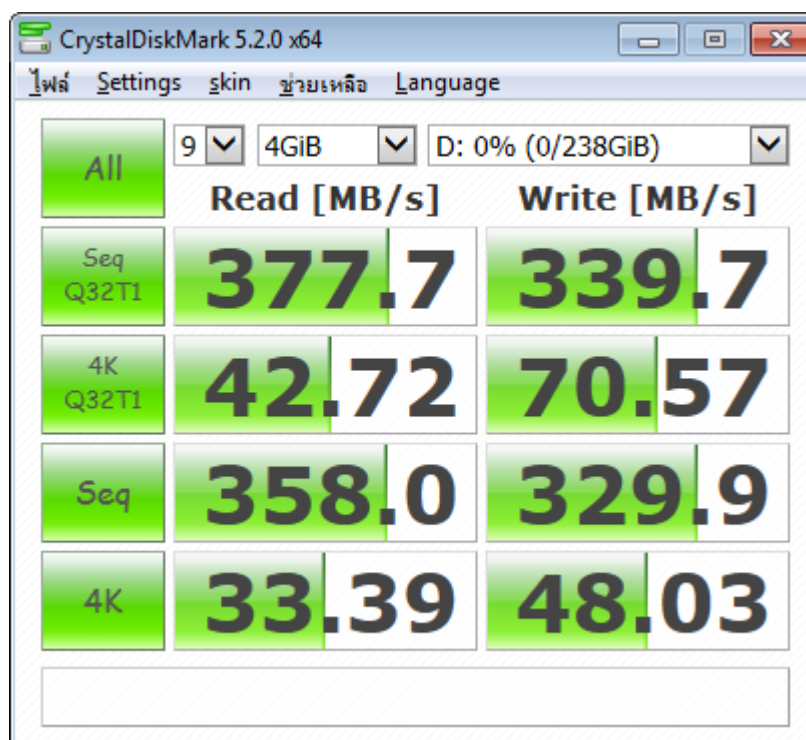 CrystalDiskMark 5.2.0 x64
ไฟล์ Settings skin ช่วยเหลือ Language
All 9 4GiB D: 0% (0/238GiB)
Read [MB/s] Write [MB/s]
Seq
Q32T1
377.7 339.7
4K
Q32T1
42.72 70.57
Seq 358.0 329.9
4K 33.39 48.03